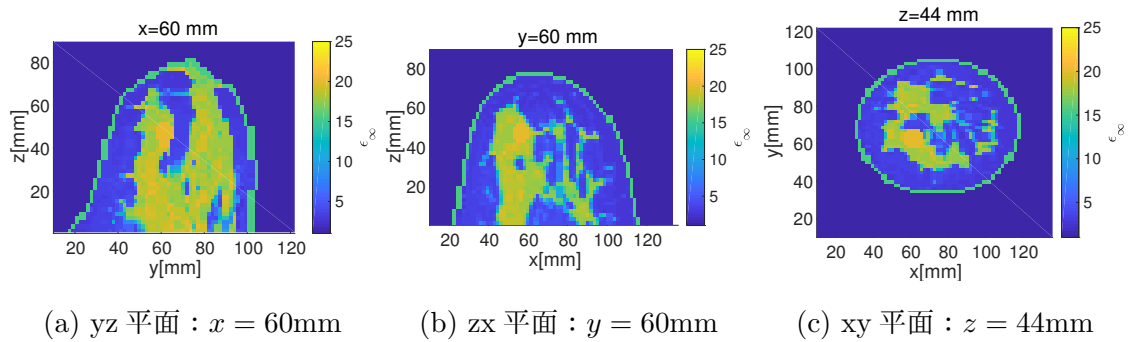 x=60 mm
80
60
40
20
z[mm]
20 40 60 80 100 120
y[mm]
25
20
15
10
5
ϵ∞
y=60 mm
80
60
40
20
z[mm]
20 40 60 80 100 120
x[mm]
25
20
15
10
5
ϵ∞
z=44 mm
120
100
80
60
40
20
y[mm]
20 40 60 80 100 120
x[mm]
25
20
15
10
5
ϵ∞
(a) yz 平面：x = 60mm
(b) zx 平面：y = 60mm
(c) xy 平面：z = 44mm